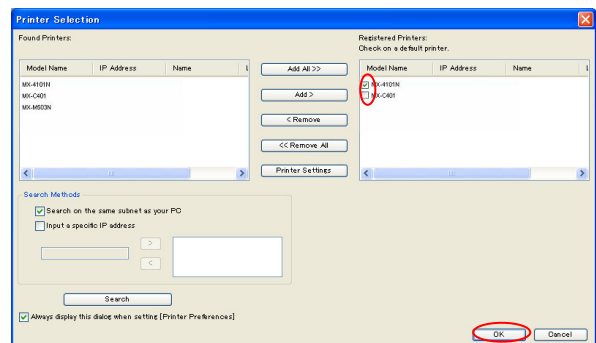 Printer Selection
Found Printers:
Registered Printers:
Check on a default printer.
Model Name IP Address Name L
Model Name IP Address Name L
MX-4101N
MX-C401
MX-M503N
MX-4101N
MX-C401
Add All >>
Add >
< Remove
<< Remove All
Printer Settings
Search Methods
Search on the same subnet as your PC
Input a specific IP address
>
<
Search
Always display this dialog when setting [Printer Preferences]
OK Cancel